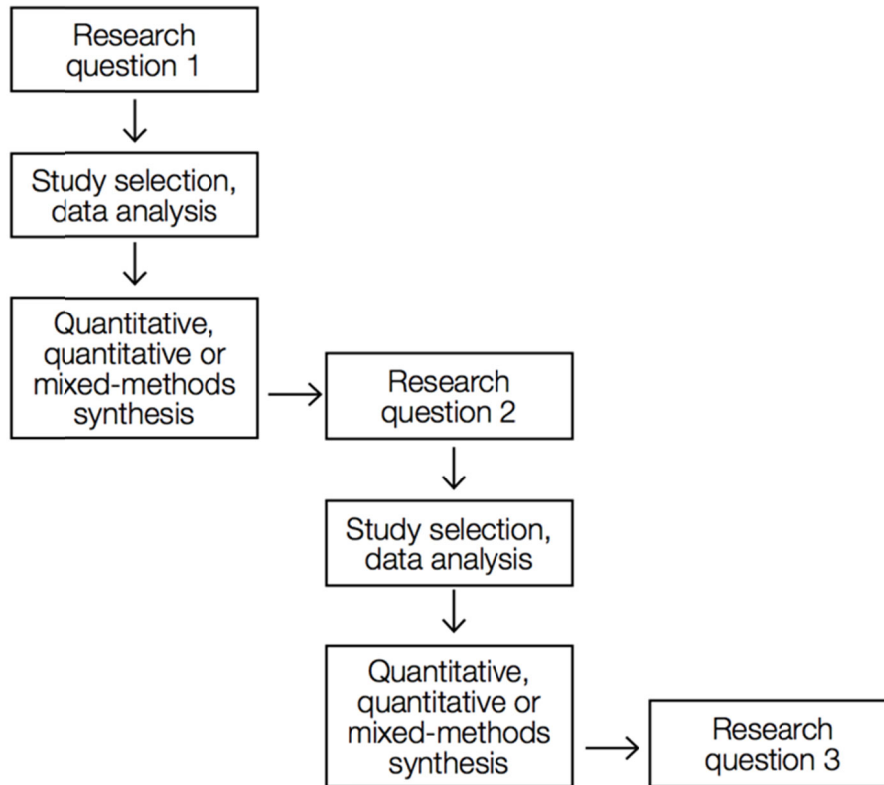 Research
question 1
Study selection,
data analysis
Quantitative,
quantitative or
mixed-methods
synthesis
Research
question 2
Study selection,
data analysis
Quantitative,
quantitative or
mixed-methods
synthesis
Research
question 3